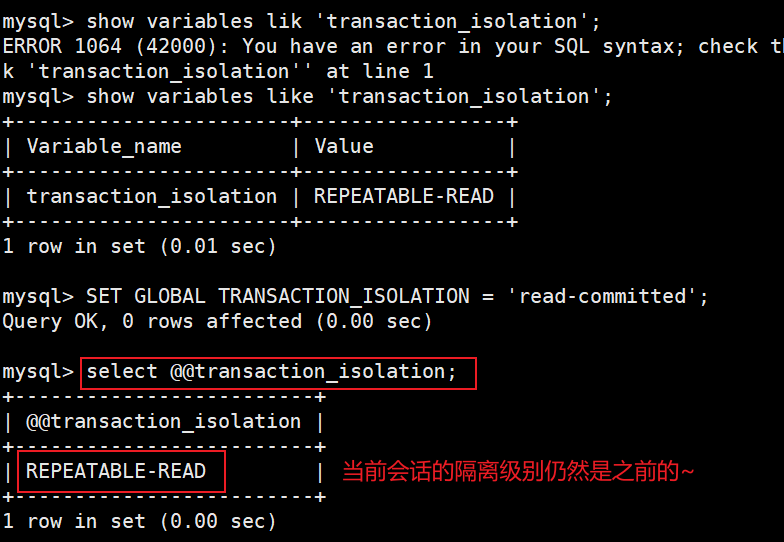 mysql> show variables lik 'transaction_isolation';
ERROR 1064 (42000): You have an error in your SQL syntax; check th
k 'transaction_isolation'' at line 1
mysql> show variables like 'transaction_isolation';
+-----------------------+-----------------+
| Variable_name         | Value           |
+-----------------------+-----------------+
| transaction_isolation | REPEATABLE-READ |
+-----------------------+-----------------+
1 row in set (0.01 sec)
mysql> SET GLOBAL TRANSACTION_ISOLATION = 'read-committed';
Query OK, 0 rows affected (0.00 sec)
mysql> select @@transaction_isolation;
+-------------------------+
| @@transaction_isolation |
+-------------------------+
| REPEATABLE-READ         | 当前会话的隔离级别仍然是之前的~
+-------------------------+
1 row in set (0.00 sec)